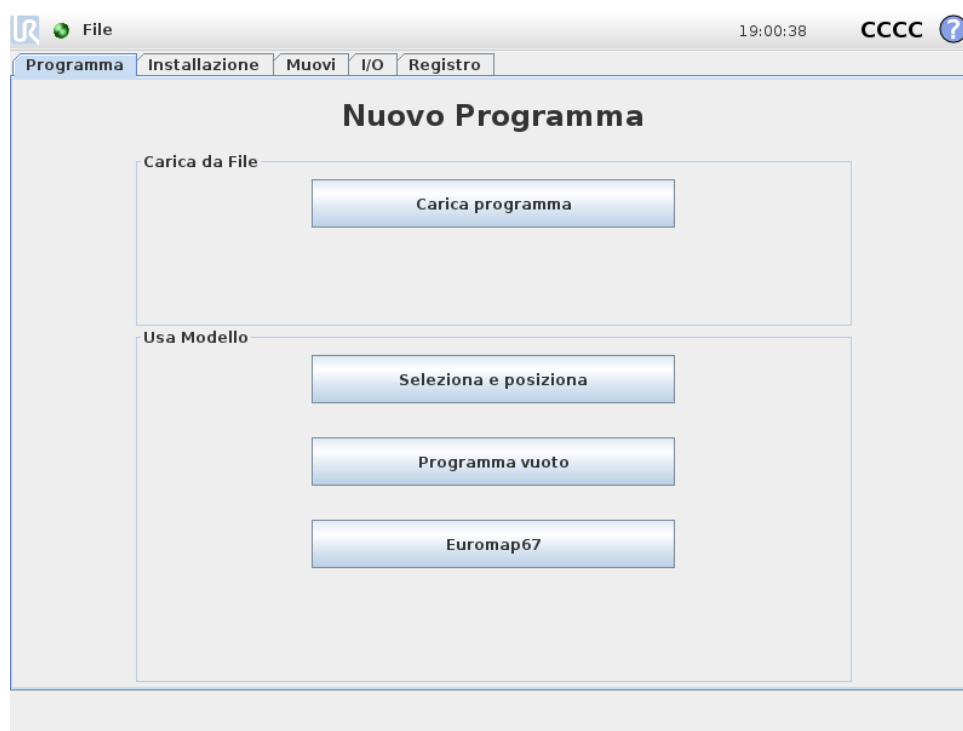 UR File 19:00:38 CCCC ?
Programma Installazione Muovi I/O Registro
Nuovo Programma
Carica da File
Carica programma
Usa Modello
Seleziona e posiziona
Programma vuoto
Euromap67